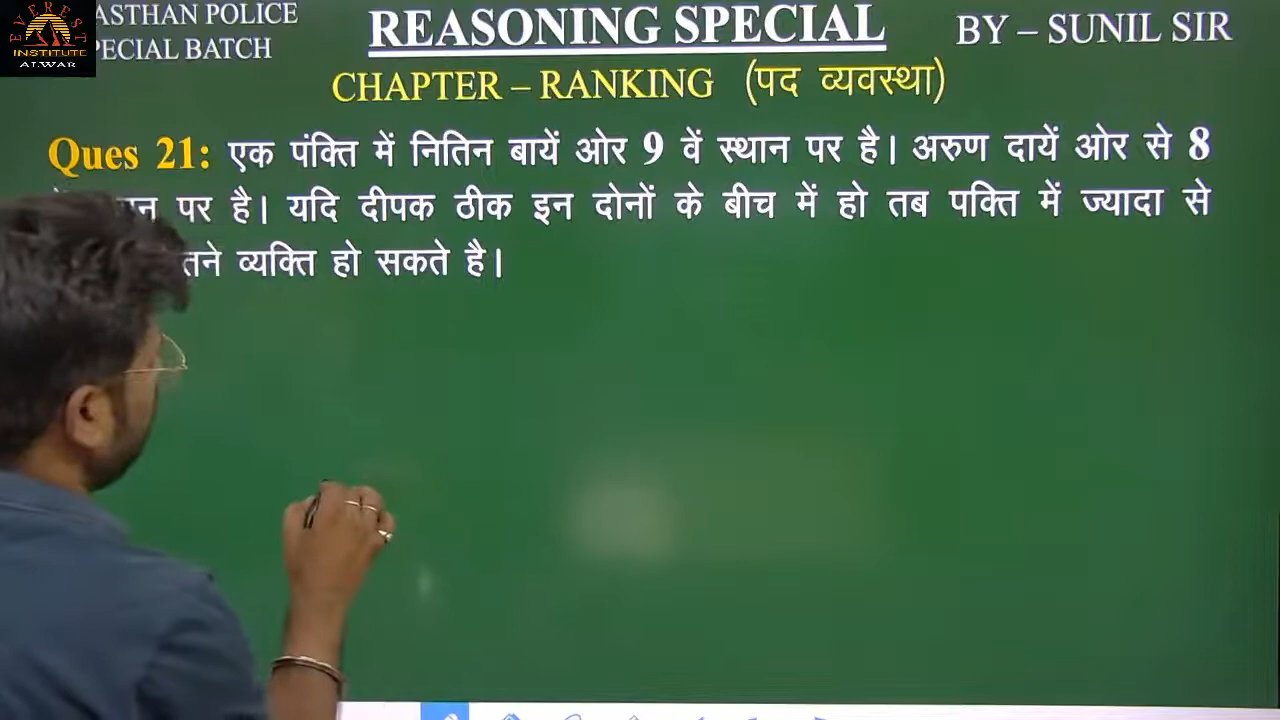 EVEREST
INSTITUTE
ALWAR
REASONING SPECIAL
BY – SUNIL SIR
PECIAL BATCH
ASTHAN POLICE
CHAPTER – RANKING (पद व्यवस्था)
Ques 21: एक पंक्ति में नितिन बायें ओर 9 वें स्थान पर है। अरुण दायें ओर से 8
पर है। यदि दीपक ठीक इन दोनों के बीच में हो तब पक्ति में ज्यादा से
व्यक्ति हो सकते है।